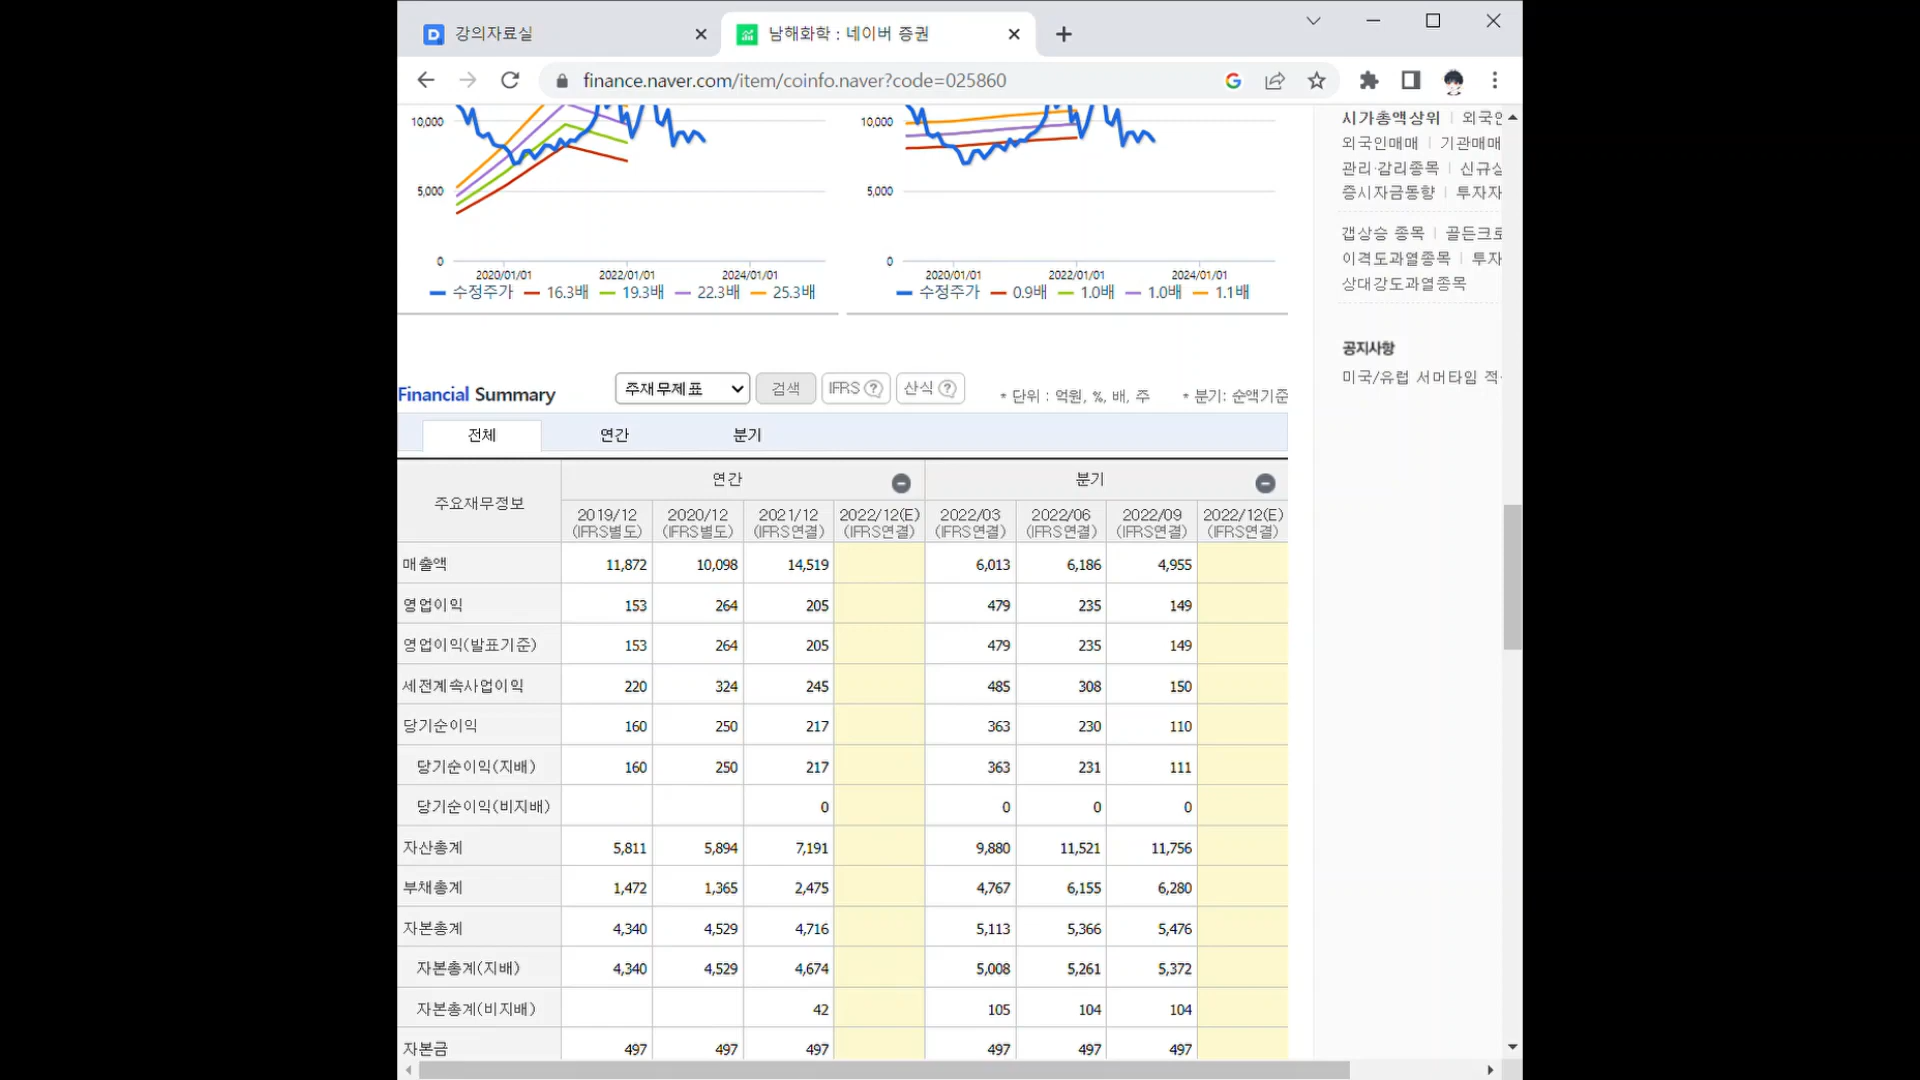 강의자료실
남해화학 : 네이버 증권
finance.naver.com/item/coinfo.naver?code=025860
10,000
5,000
0
2020/01/01 2022/01/01 2024/01/01
수정주가 16.3배 19.3배 22.3배 25.3배
10,000
5,000
0
2020/01/01 2022/01/01 2024/01/01
수정주가 0.9배 1.0배 1.0배 1.1배
시가총액상위 외국인
외국인매매 기관매매
관리·감리종목 신규상
증시자금동향 투자자
갭상승 종목 골든크로
이격도과열종목 투자
상대강도과열종목
공지사항
미국/유럽 서머타임 적
Financial Summary 주재무제표 검색 IFRS ? 산식 ? * 단위 : 억원, %, 배, 주 * 분기: 순액기준
전체 연간 분기
주요재무정보 연간 분기
2019/12 2020/12 2021/12 2022/12(E) 2022/03 2022/06 2022/09 2022/12(E)
(IFRS별도) (IFRS별도) (IFRS연결) (IFRS연결) (IFRS연결) (IFRS연결) (IFRS연결) (IFRS연결)
매출액 11,872 10,098 14,519 6,013 6,186 4,955
영업이익 153 264 205 479 235 149
영업이익(발표기준) 153 264 205 479 235 149
세전계속사업이익 220 324 245 485 308 150
당기순이익 160 250 217 363 230 110
당기순이익(지배) 160 250 217 363 231 111
당기순이익(비지배) 0 0 0 0
자산총계 5,811 5,894 7,191 9,880 11,521 11,756
부채총계 1,472 1,365 2,475 4,767 6,155 6,280
자본총계 4,340 4,529 4,716 5,113 5,366 5,476
자본총계(지배) 4,340 4,529 4,674 5,008 5,261 5,372
자본총계(비지배) 42 105 104 104
자본금 497 497 497 497 497 497